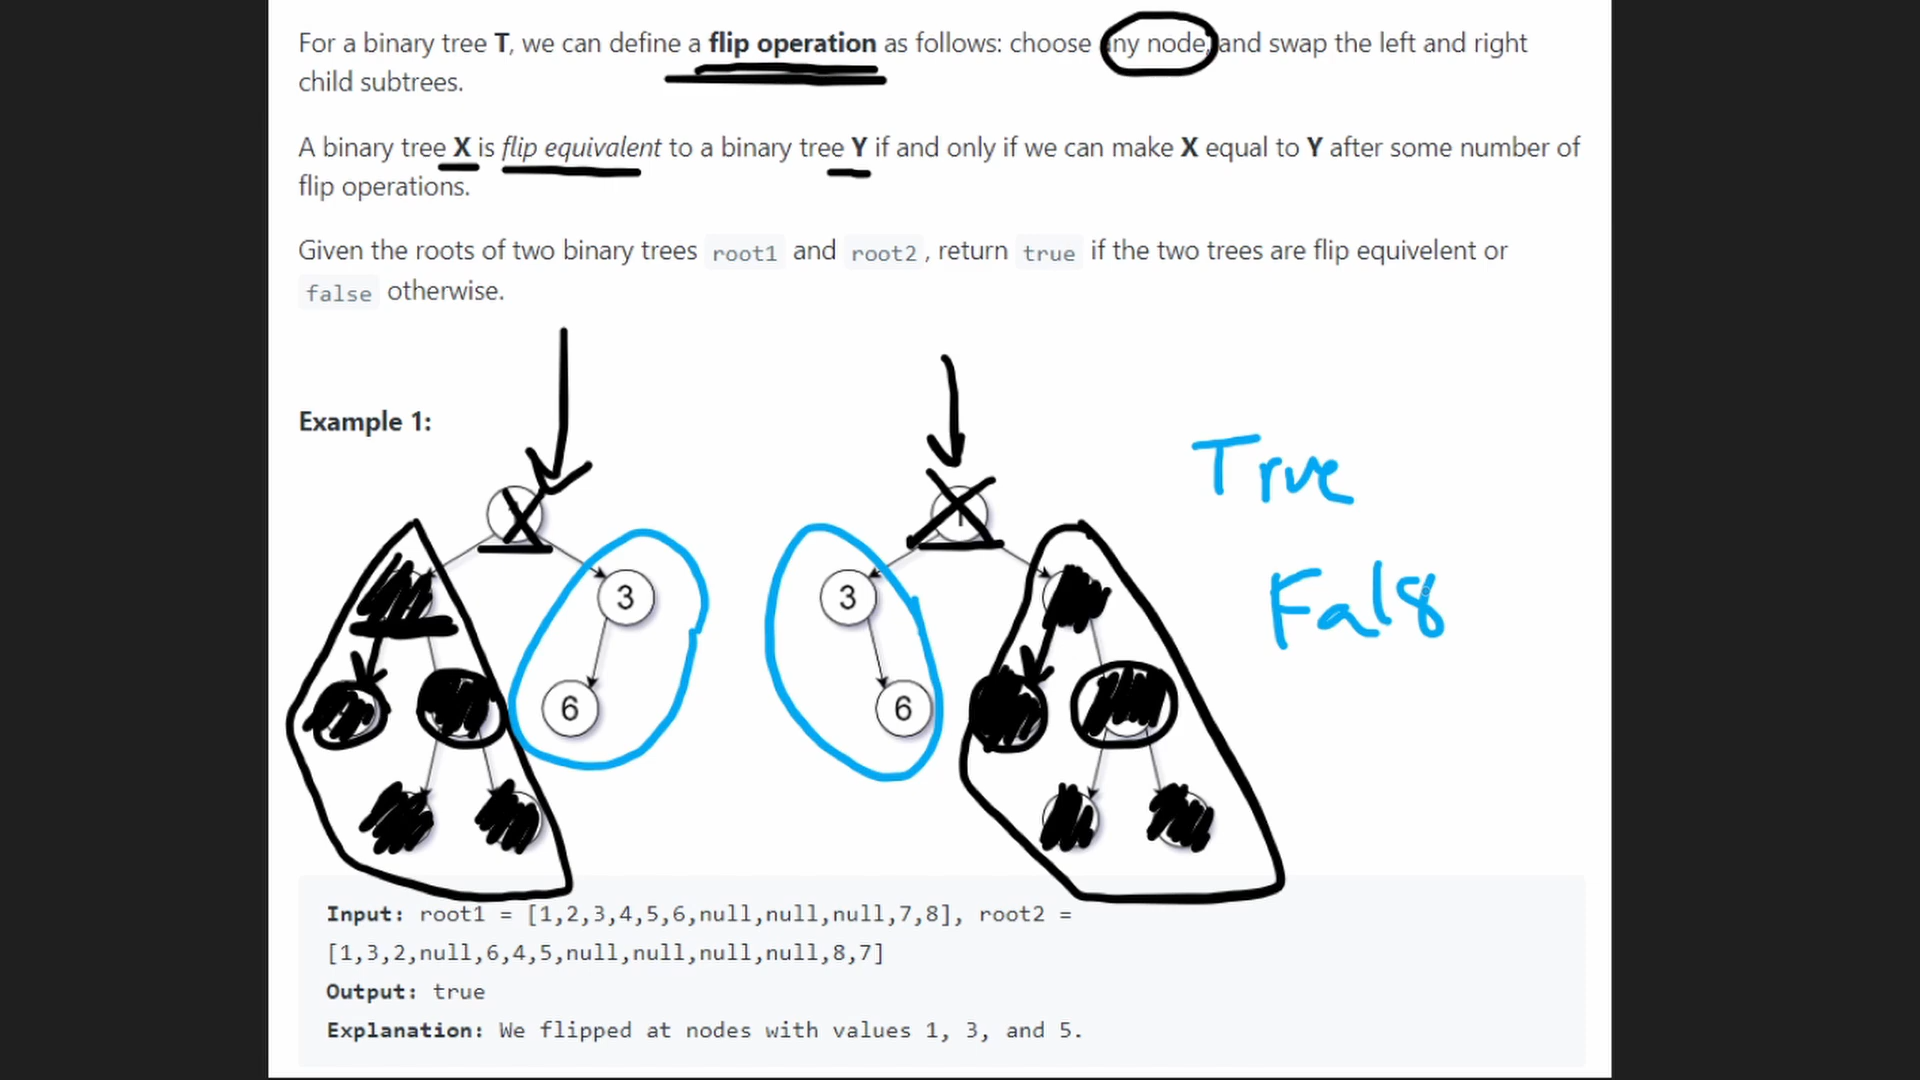 For a binary tree T, we can define a flip operation as follows: choose any node, and swap the left and right
child subtrees.
A binary tree X is flip equivalent to a binary tree Y if and only if we can make X equal to Y after some number of
flip operations.
Given the roots of two binary trees root1 and root2, return true if the two trees are flip equivelent or
false otherwise.
Example 1:
True
1
3
3
Fals
6
6
Input: root1 = [1,2,3,4,5,6,null,null,null,7,8], root2 =
[1,3,2,null,6,4,5,null,null,null,null,8,7]
Output: true
Explanation: We flipped at nodes with values 1, 3, and 5.